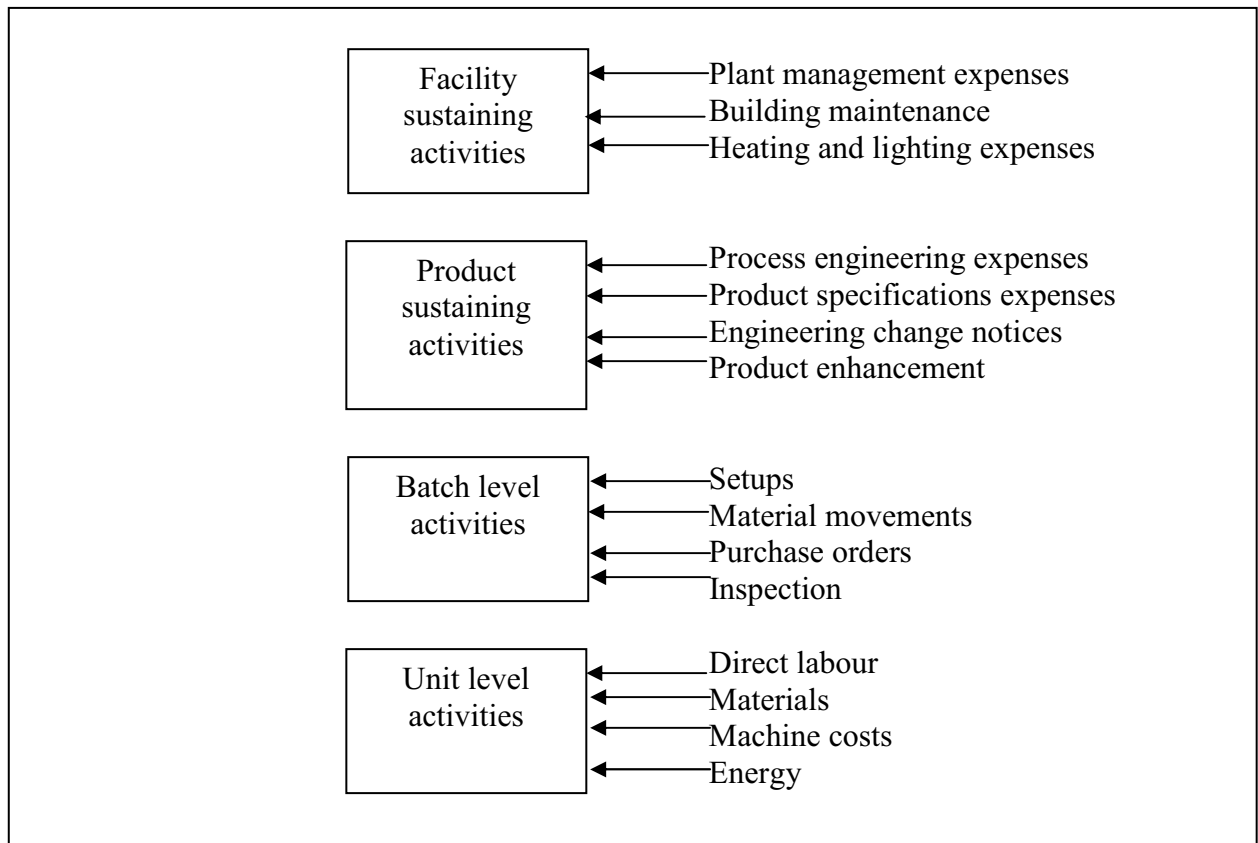 Facility
sustaining
activities
Plant management expenses
Building maintenance
Heating and lighting expenses
Product
sustaining
activities
Process engineering expenses
Product specifications expenses
Engineering change notices
Product enhancement
Batch level
activities
Setups
Material movements
Purchase orders
Inspection
Unit level
activities
Direct labour
Materials
Machine costs
Energy